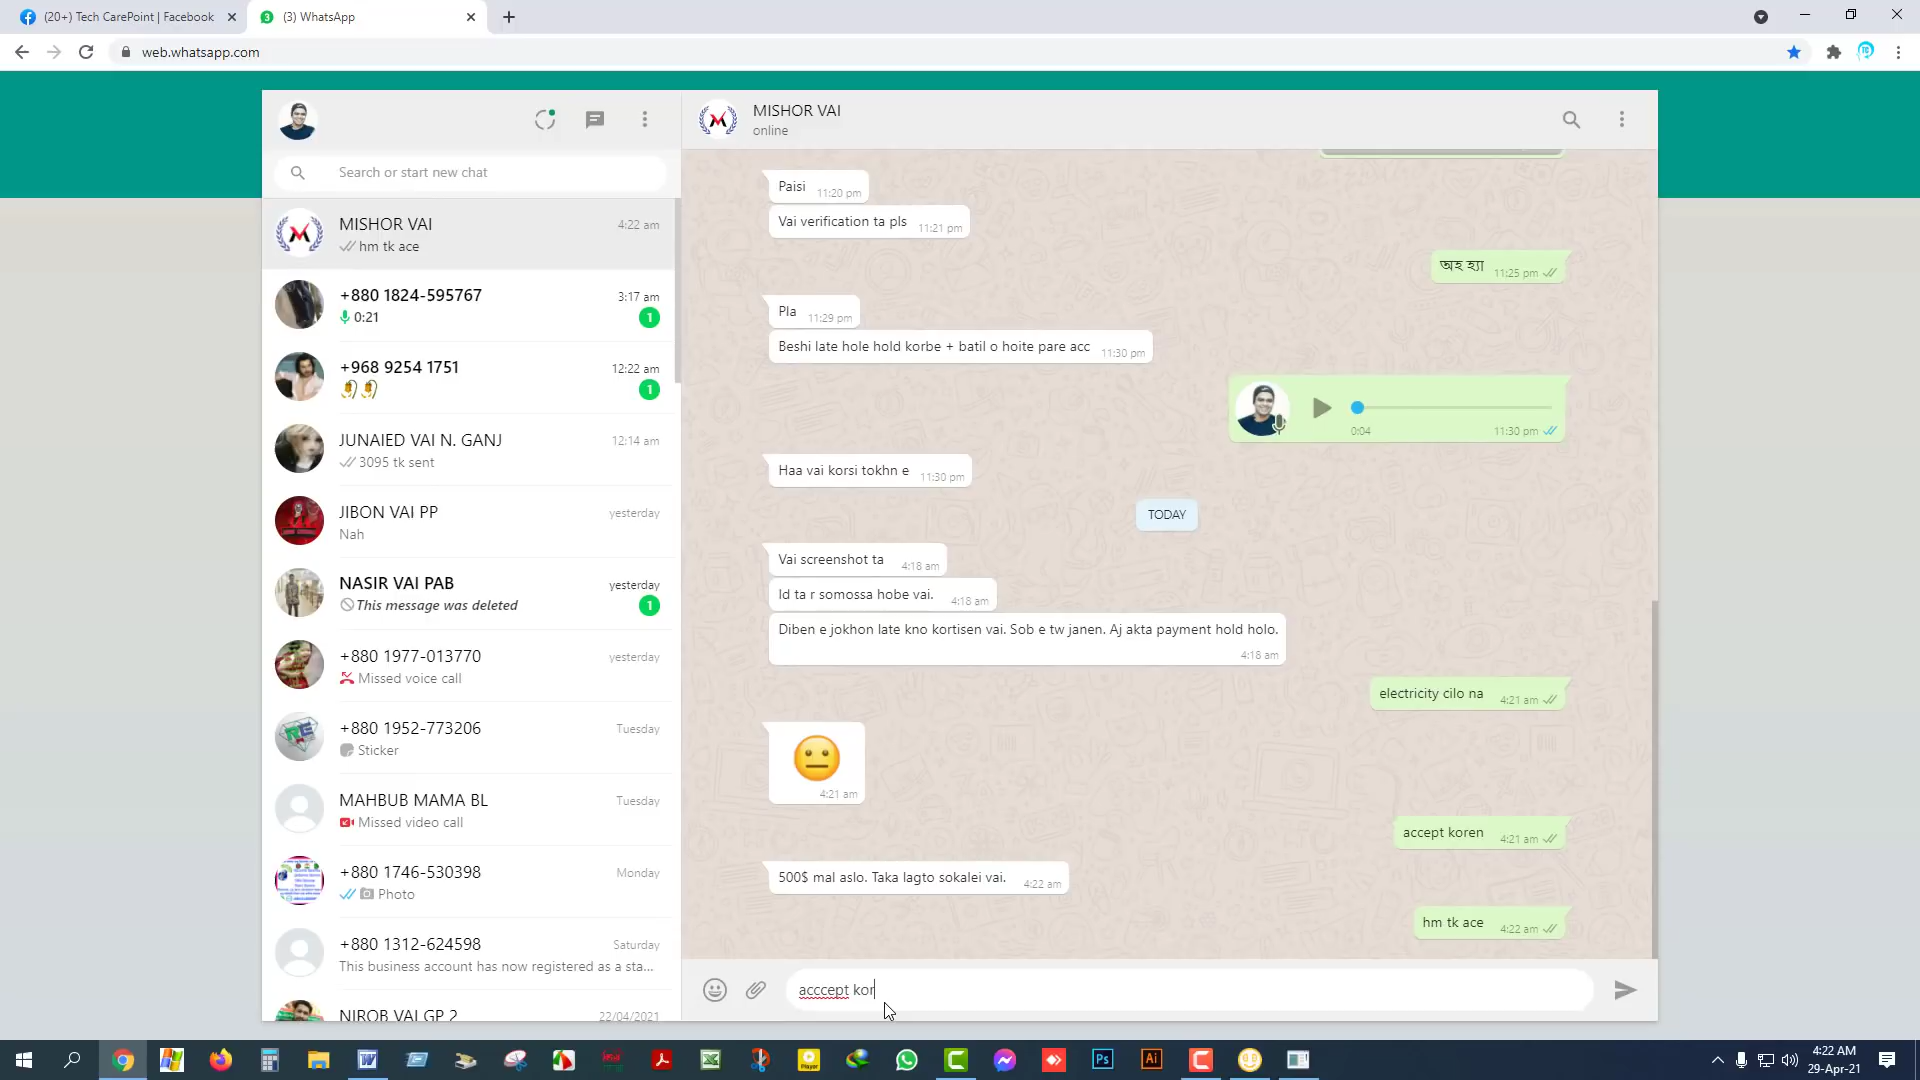 (20+) Tech CarePoint | Facebook
(3) WhatsApp
web.whatsapp.com
MISHOR VAI
online
Search or start new chat
MISHOR VAI
4:22 am
hm tk ace
+880 1824-595767
3:17 am
0:21
1
+968 9254 1751
12:22 am
1
JUNAIED VAI N. GANJ
12:14 am
3095 tk sent
JIBON VAI PP
yesterday
Nah
NASIR VAI PAB
yesterday
This message was deleted
1
+880 1977-013770
yesterday
Missed voice call
+880 1952-773206
Tuesday
Sticker
MAHBUB MAMA BL
Tuesday
Missed video call
+880 1746-530398
Monday
Photo
+880 1312-624598
Saturday
This business account has now registered as a sta...
NIROB VAI GP 2
22/04/2021
Paisi 11:20 pm
Vai verification ta pls 11:21 pm
অহ হ্যা 11:25 pm
Pla 11:29 pm
Beshi late hole hold korbe + batil o hoite pare acc 11:30 pm
0:04 11:30 pm
Haa vai korsi tokhn e 11:30 pm
TODAY
Vai screenshot ta 4:18 am
Id ta r somossa hobe vai. 4:18 am
Diben e jokhon late kno kortisen vai. Sob e tw janen. Aj akta payment hold holo.
4:18 am
electricity cilo na 4:21 am
4:21 am
accept koren 4:21 am
500$ mal aslo. Taka lagto sokalei vai. 4:22 am
hm tk ace 4:22 am
acccept kor
4:22 AM
29-Apr-21